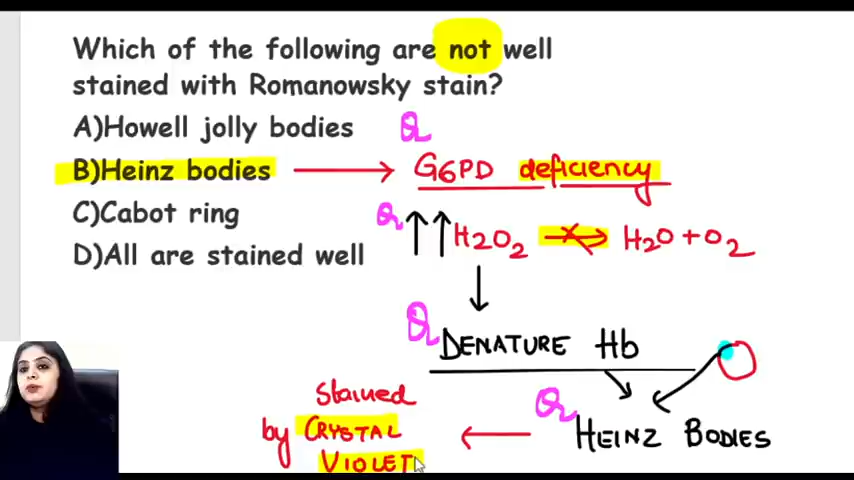 Which of the following are not well
stained with Romanowsky stain?
A)Howell jolly bodies
Q
B)Heinz bodies → G6PD deficiency
C)Cabot ring
Q ↑↑ H2O2 → H2O + O2
D)All are stained well
↓
Q DENATURE Hb
Q HEINZ BODIES
← Stained
by CRYSTAL
VIOLET